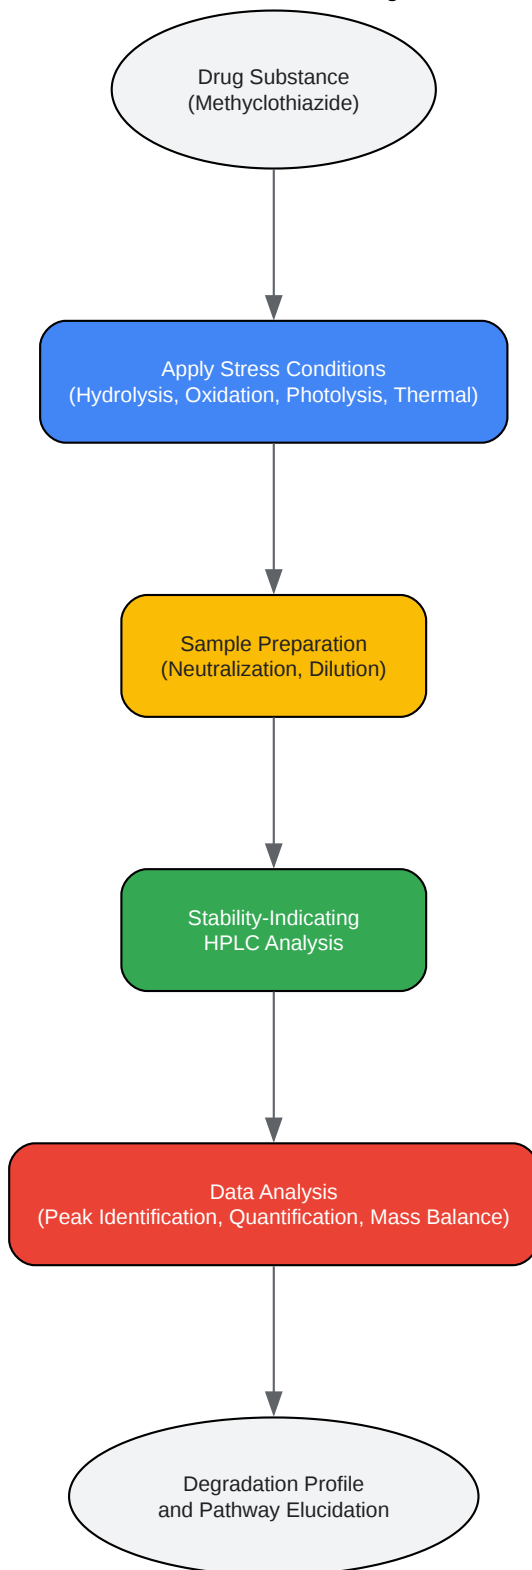 Drug Substance
(Methyclothiazide)
Apply Stress Conditions
(Hydrolysis, Oxidation, Photolysis, Thermal)
Sample Preparation
(Neutralization, Dilution)
Stability-Indicating
HPLC Analysis
Data Analysis
(Peak Identification, Quantification, Mass Balance)
Degradation Profile
and Pathway Elucidation